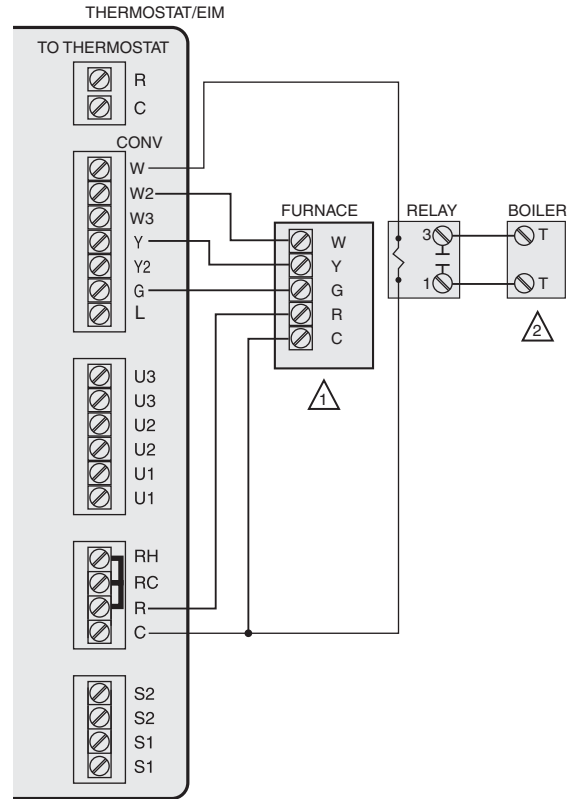 THERMOSTAT/EIM
TO THERMOSTAT
R
C
CONV
W
W2
W3
Y
Y2
G
L
U3
U3
U2
U2
U1
U1
RH
RC
R
C
S2
S2
S1
S1
FURNACE
W
Y
G
R
C
1
RELAY
3
1
BOILER
T
T
2